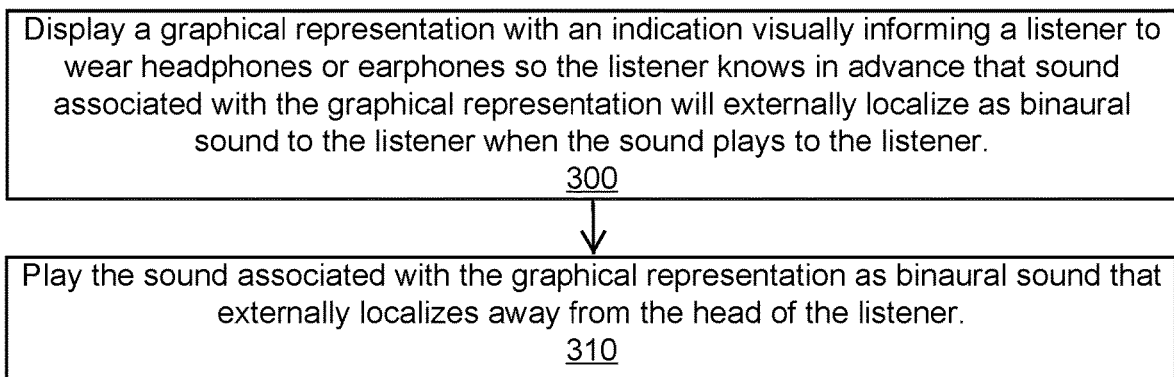 Display a graphical representation with an indication visually informing a listener to
wear headphones or earphones so the listener knows in advance that sound
associated with the graphical representation will externally localize as binaural
sound to the listener when the sound plays to the listener.
300
Play the sound associated with the graphical representation as binaural sound that
externally localizes away from the head of the listener.
310